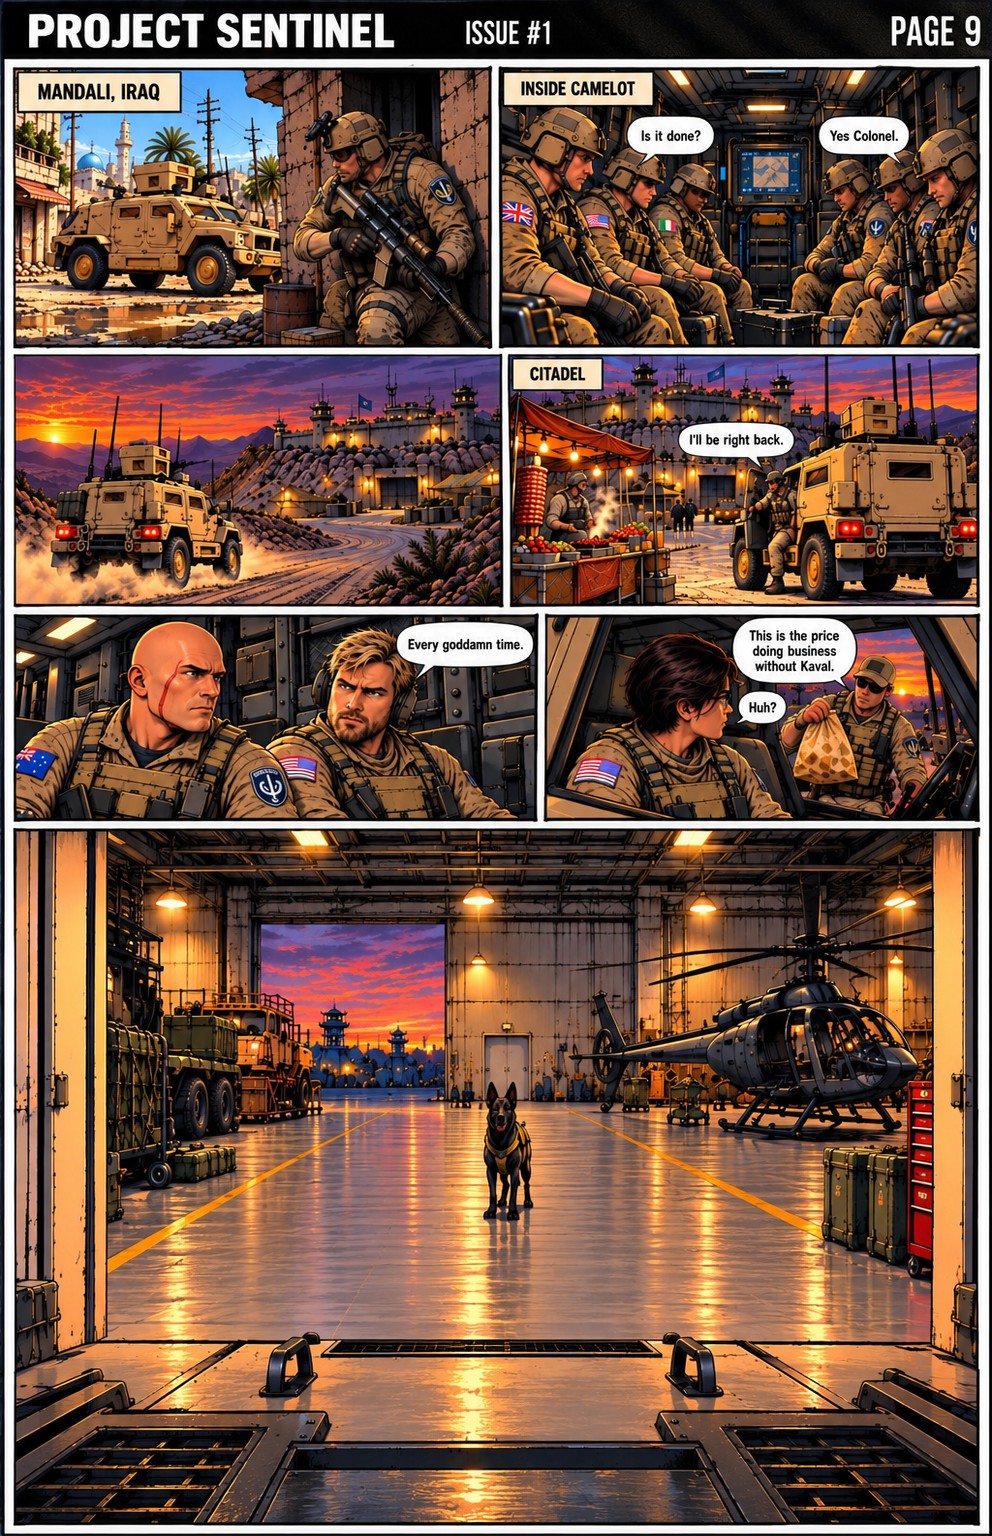 PROJECT SENTINEL
ISSUE #1
PAGE 9
MANDALI, IRAQ
INSIDE CAMELOT
Is it done?
Yes Colonel.
CITADEL
I'll be right back.
Every goddamn time.
This is the price
doing business
without Kaval.
Huh?